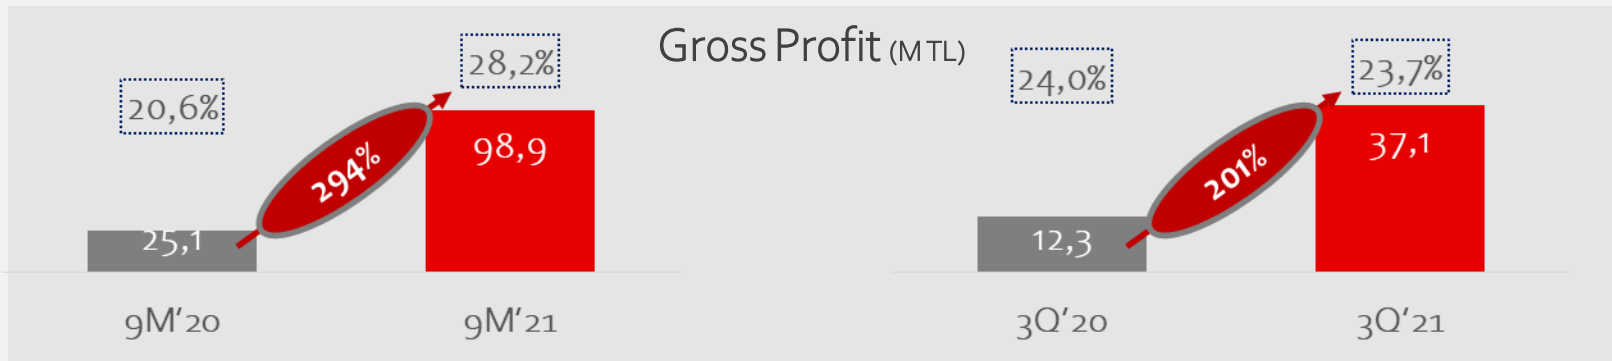 Gross Profit (M TL)
20,6%
28,2%
294%
25,1
98,9
9M'20
9M'21
24,0%
23,7%
201%
12,3
37,1
3Q'20
3Q'21